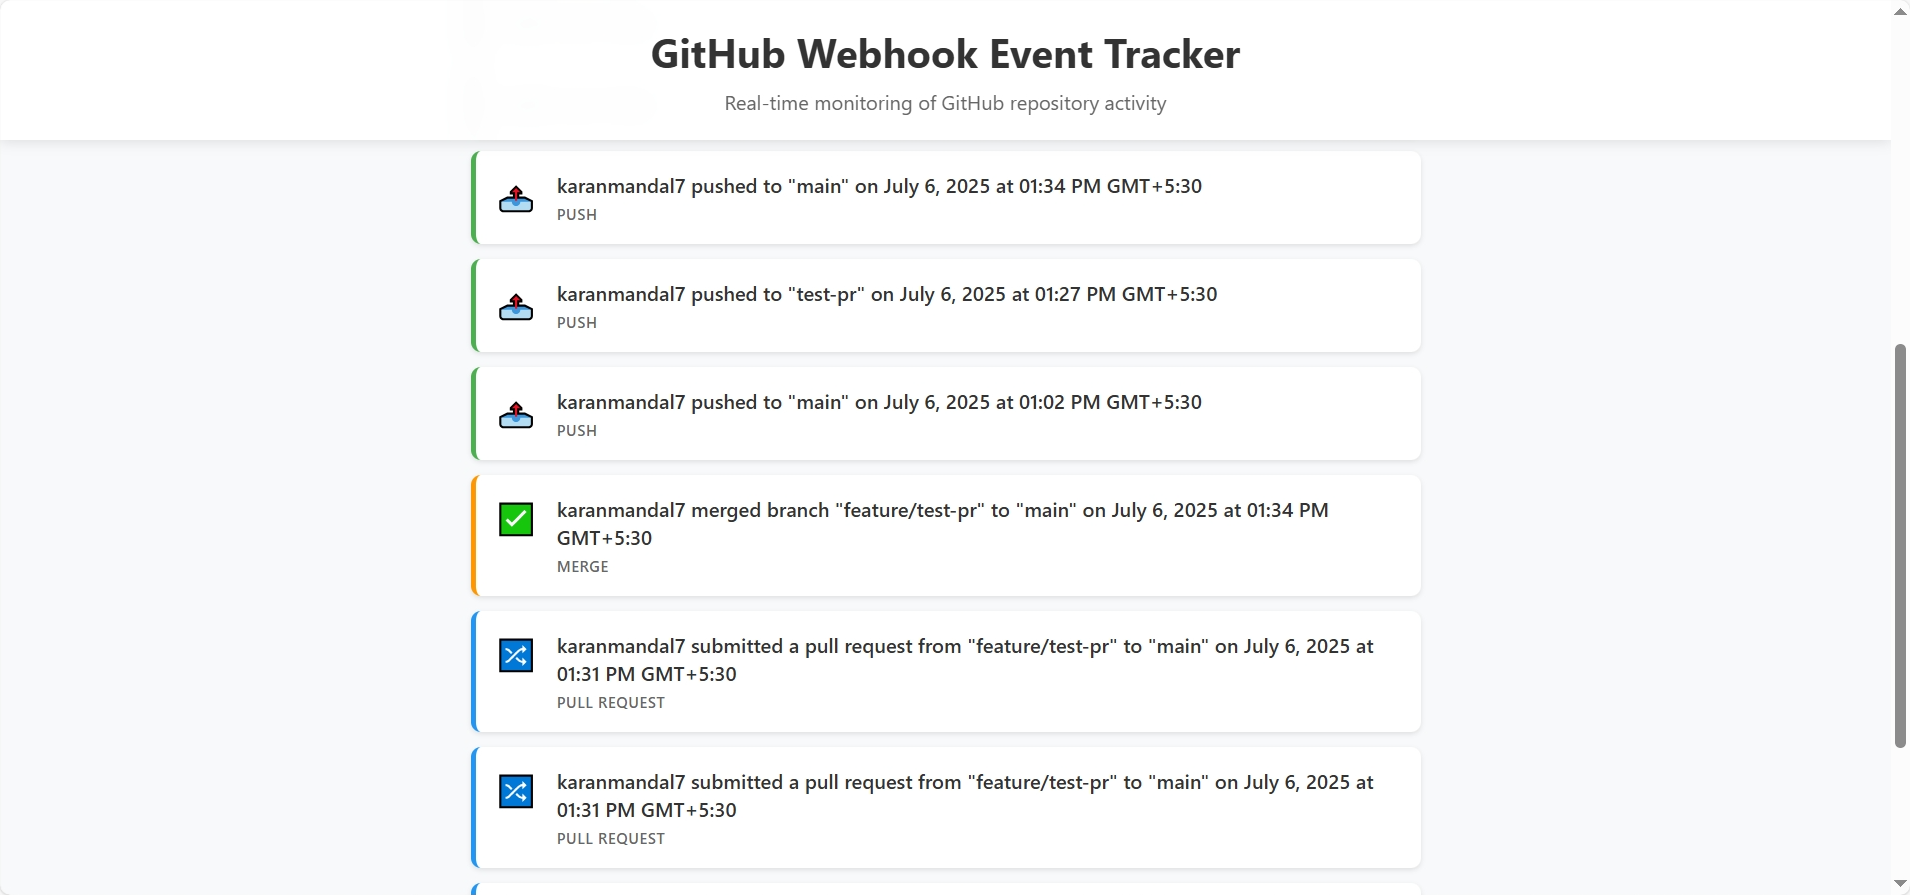 GitHub Webhook Event Tracker
Real-time monitoring of GitHub repository activity
karanmandal7 pushed to "main" on July 6, 2025 at 01:34 PM GMT+5:30
PUSH
karanmandal7 pushed to "test-pr" on July 6, 2025 at 01:27 PM GMT+5:30
PUSH
karanmandal7 pushed to "main" on July 6, 2025 at 01:02 PM GMT+5:30
PUSH
karanmandal7 merged branch "feature/test-pr" to "main" on July 6, 2025 at 01:34 PM
GMT+5:30
MERGE
karanmandal7 submitted a pull request from "feature/test-pr" to "main" on July 6, 2025 at
01:31 PM GMT+5:30
PULL REQUEST
karanmandal7 submitted a pull request from "feature/test-pr" to "main" on July 6, 2025 at
01:31 PM GMT+5:30
PULL REQUEST